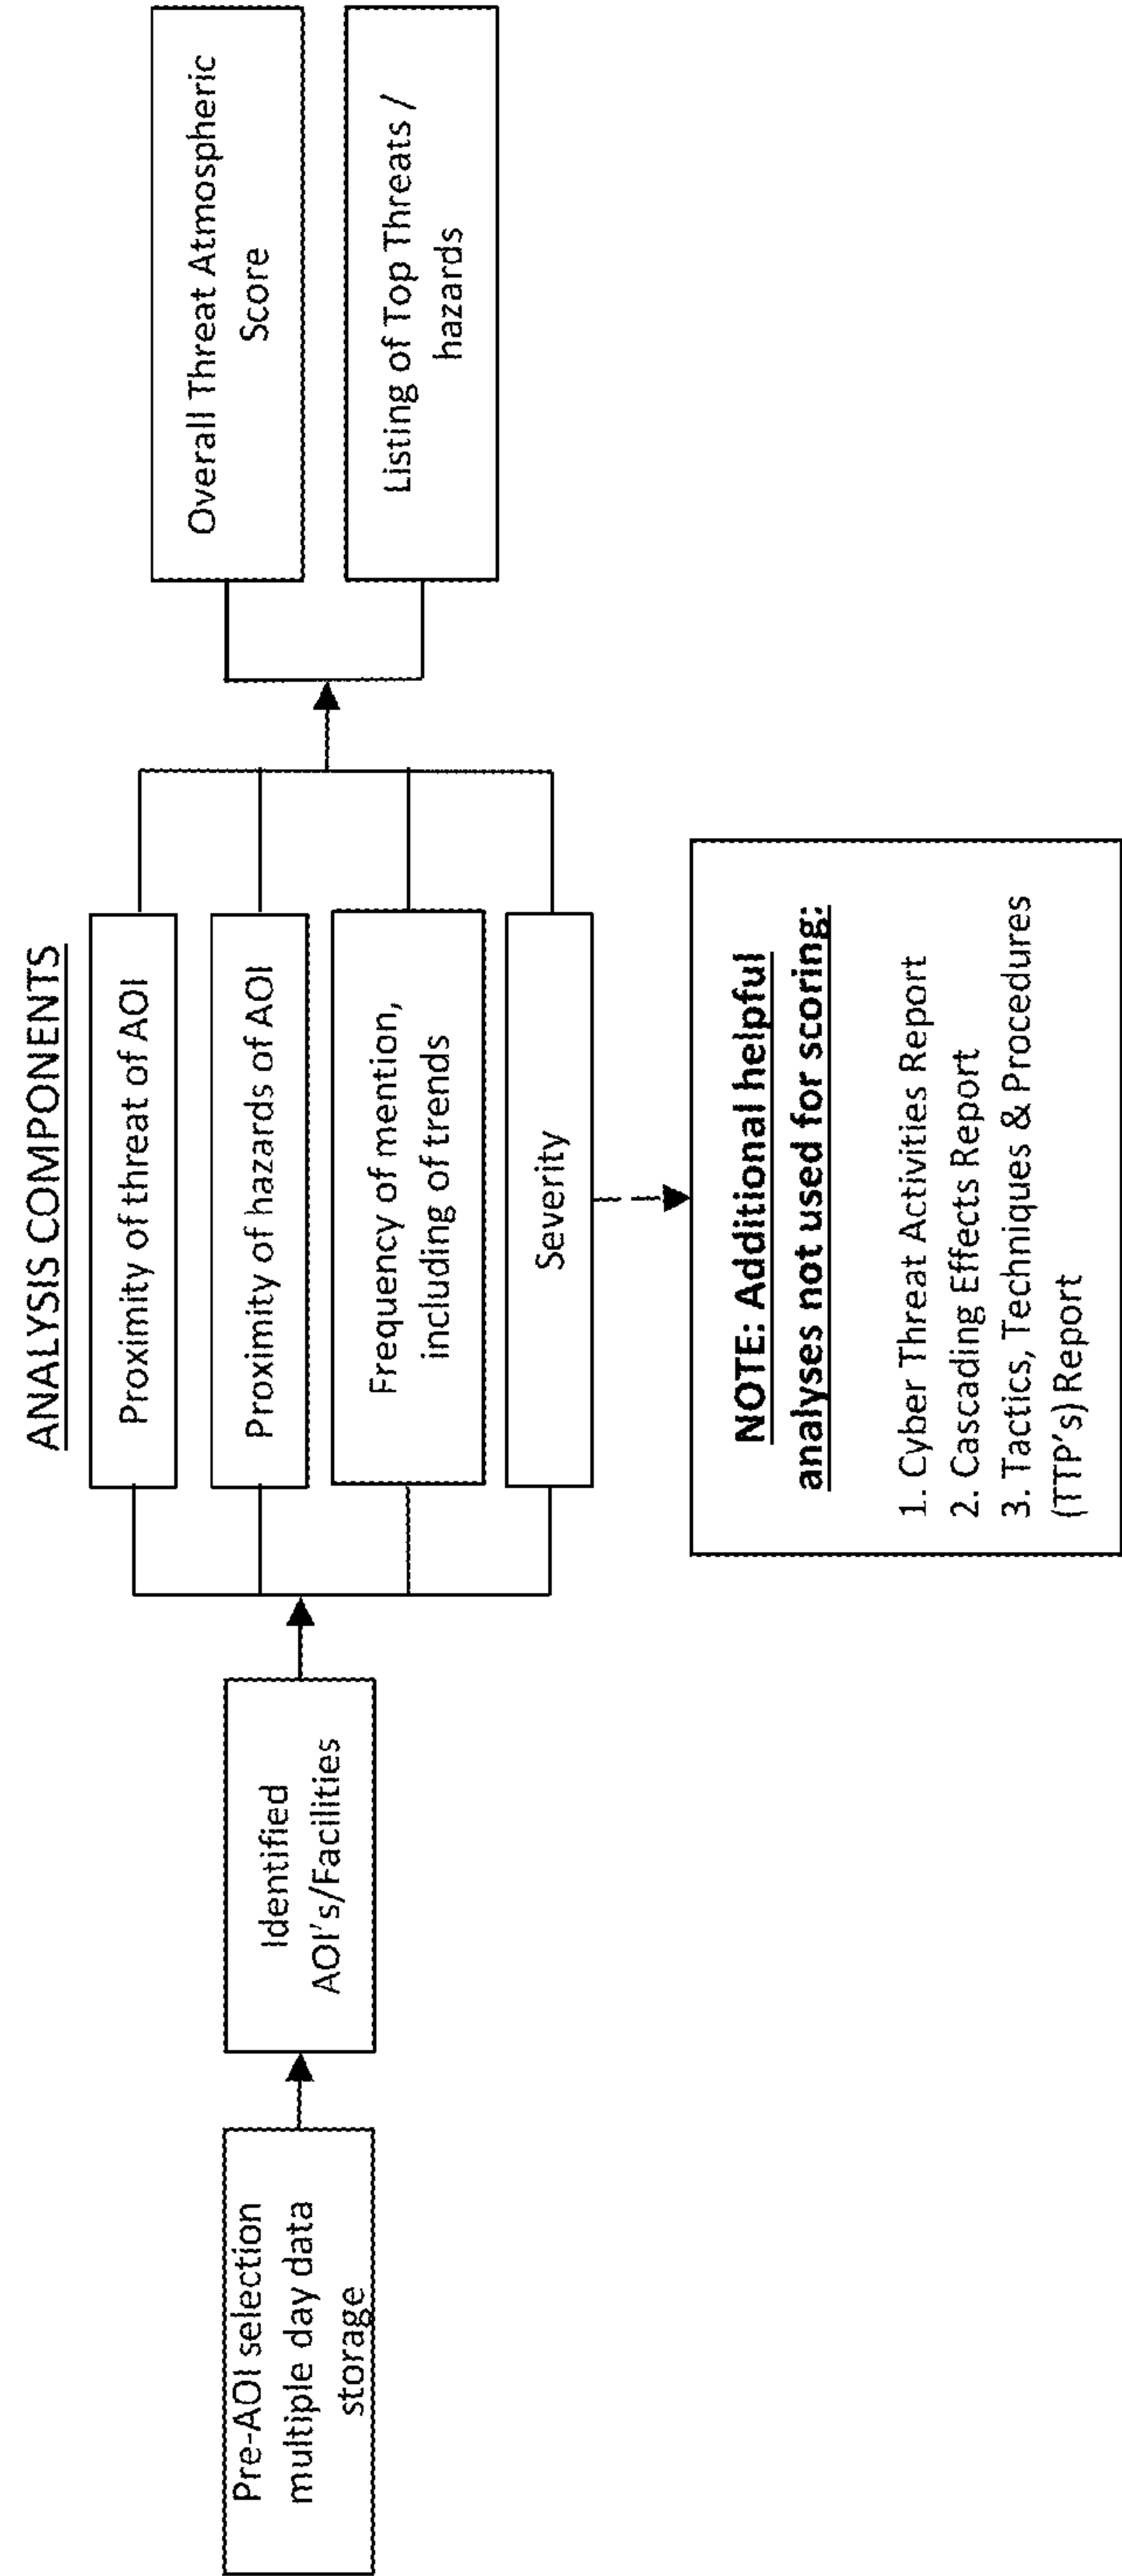 Pre-AOI selection
multiple day data
storage
Identified
AOI's/Facilities
ANALYSIS COMPONENTS
Proximity of threat of AOI
Proximity of hazards of AOI
Frequency of mention,
including of trends
Severity
NOTE: Additional helpful
analyses not used for scoring:
1. Cyber Threat Activities Report
2. Cascading Effects Report
3. Tactics, Techniques & Procedures
(TTP's) Report
Overall Threat Atmospheric
Score
Listing of Top Threats /
hazards